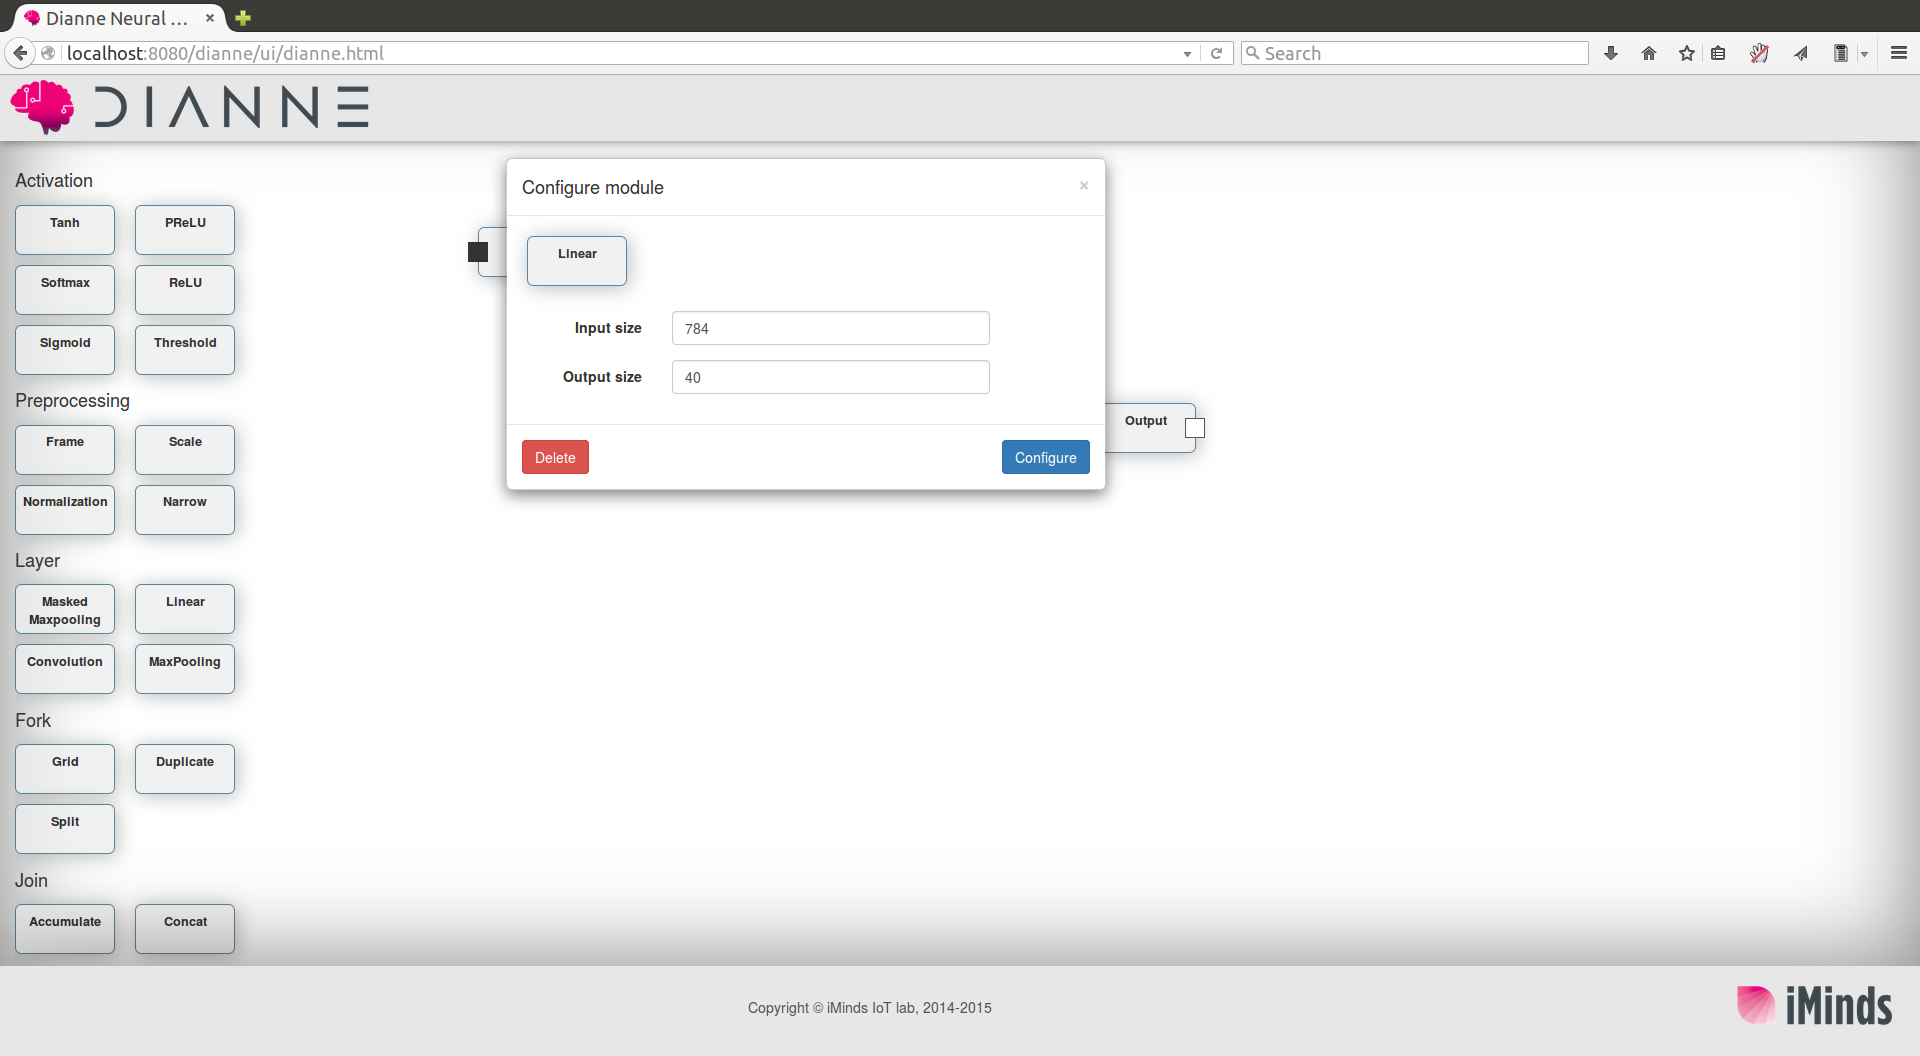 Dianne Neural ...
localhost:8080/dianne/ui/dianne.html
Search
DIANNE
Activation
Tanh
PReLU
Softmax
ReLU
Sigmoid
Threshold
Preprocessing
Frame
Scale
Normalization
Narrow
Layer
Masked
Maxpooling
Linear
Convolution
MaxPooling
Fork
Grid
Duplicate
Split
Join
Accumulate
Concat
Configure module
×
Linear
Input size
784
Output size
40
Delete
Configure
Output
Copyright © iMinds IoT lab, 2014-2015
iMinds